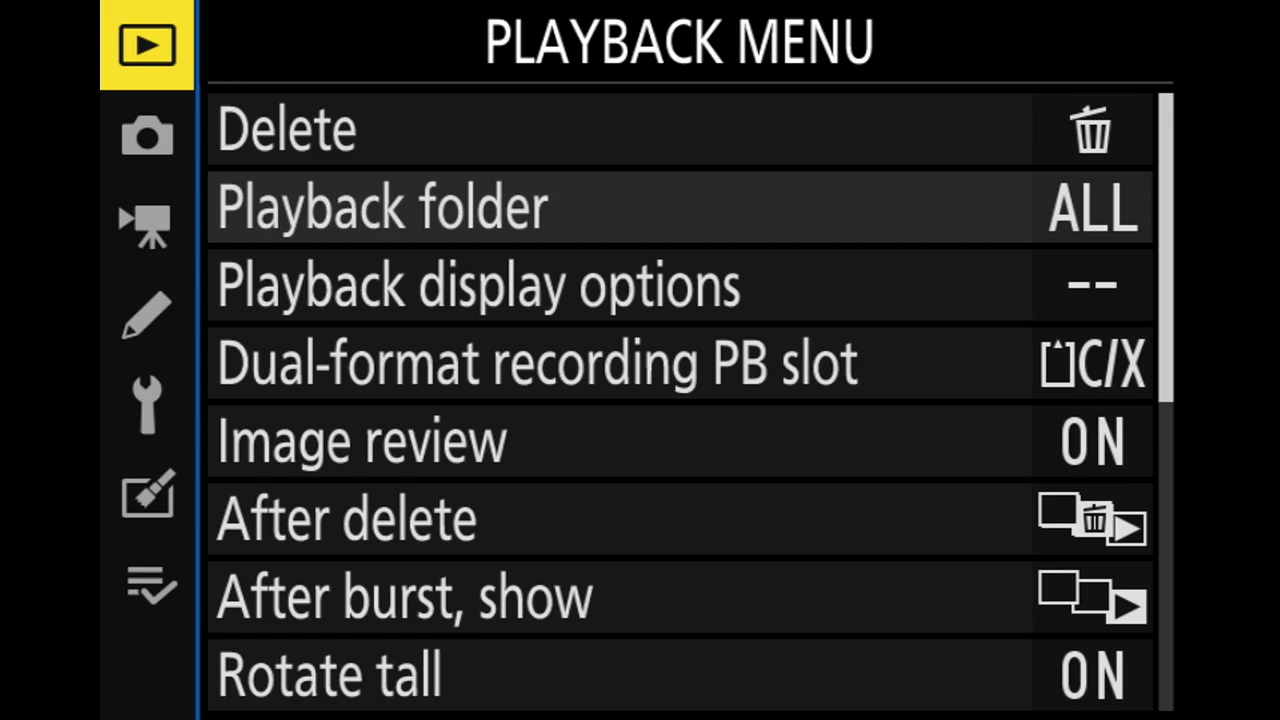 PLAYBACK MENU
Delete
Playback folder ALL
Playback display options --
Dual-format recording PB slot C/X
Image review ON
After delete
After burst, show
Rotate tall ON